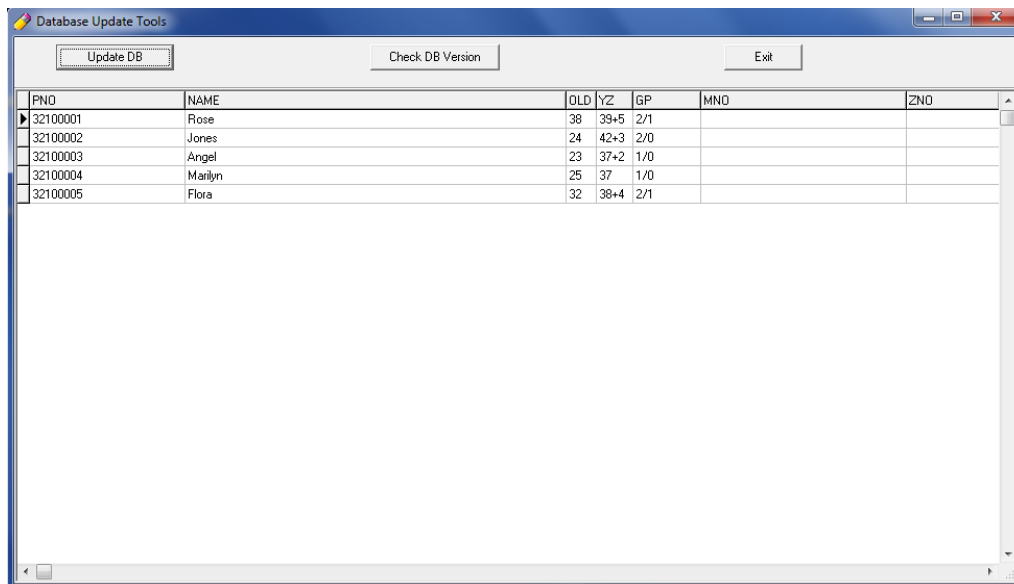 Database Update Tools
Update DB Check DB Version Exit
PNO NAME OLD YZ GP MNO ZNO
32100001 Rose 38 39+5 2/1
32100002 Jones 24 42+3 2/0
32100003 Angel 23 37+2 1/0
32100004 Marilyn 25 37 1/0
32100005 Flora 32 38+4 2/1